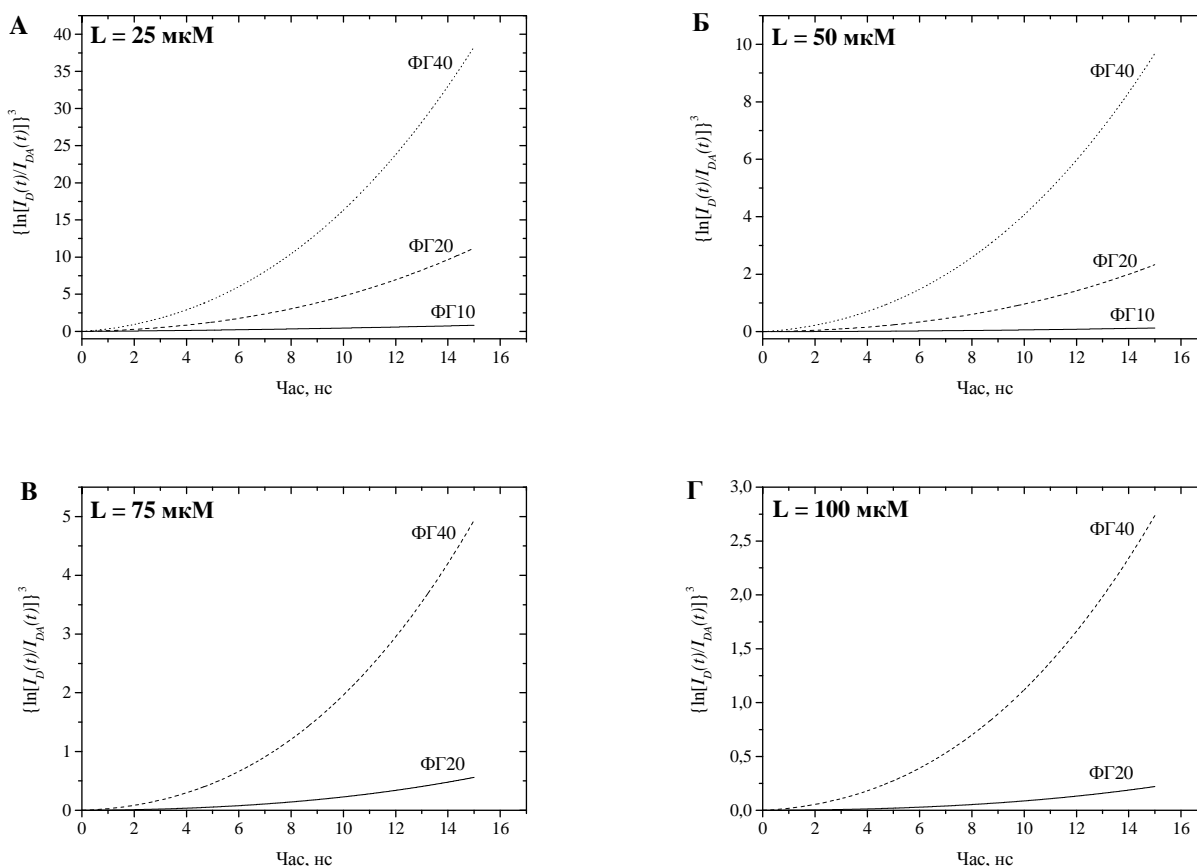 А
L = 25 мкМ
{ln[I_D(t)/I_DA(t)]}³
40
35
30
25
20
15
10
5
0
ФГ40
ФГ20
ФГ10
0 2 4 6 8 10 12 14 16
Час, нс
Б
L = 50 мкМ
{ln[I_D(t)/I_DA(t)]}³
10
8
6
4
2
0
ФГ40
ФГ20
ФГ10
0 2 4 6 8 10 12 14 16
Час, нс
В
L = 75 мкМ
{ln[I_D(t)/I_DA(t)]}³
5
4
3
2
1
0
ФГ40
ФГ20
0 2 4 6 8 10 12 14 16
Час, нс
Г
L = 100 мкМ
{ln[I_D(t)/I_DA(t)]}³
3,0
2,5
2,0
1,5
1,0
0,5
0,0
ФГ40
ФГ20
0 2 4 6 8 10 12 14 16
Час, нс